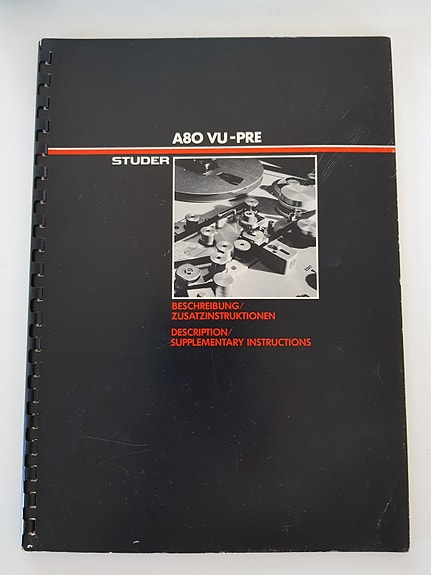 A80 VU-PRE
STUDER
BESCHREIBUNG/
ZUSATZINSTRUKTIONEN
DESCRIPTION/
SUPPLEMENTARY INSTRUCTIONS